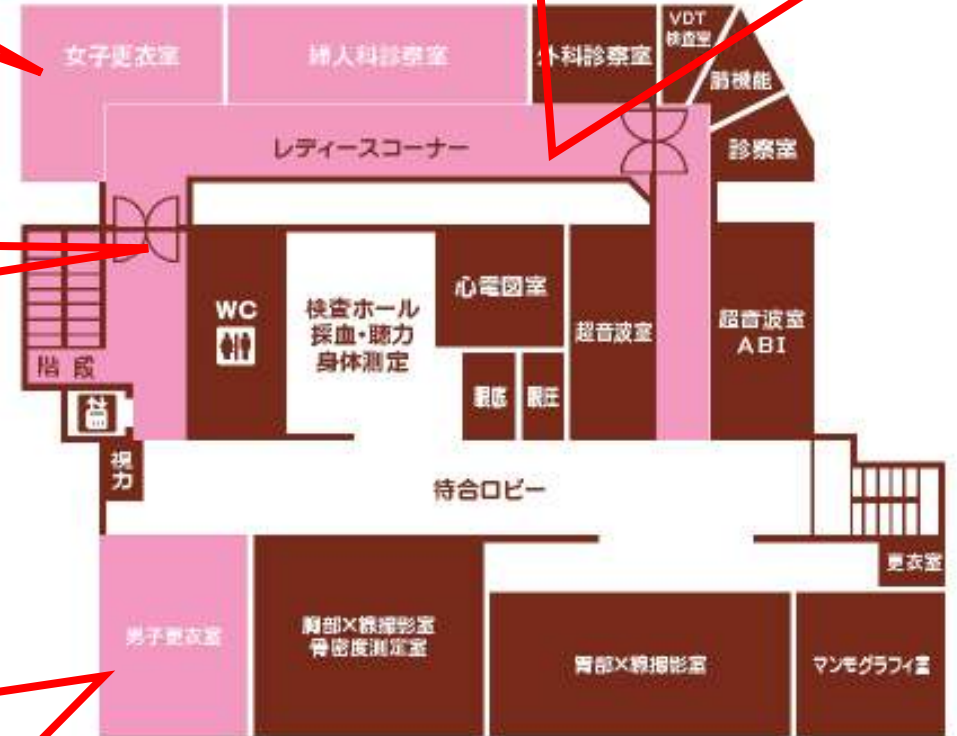 女子更衣室
婦人科診察室
外科診察室
VDT
検査室
肺機能
診察室
レディースコーナー
階段
WC
検査ホール
採血・聴力
身体測定
心電図室
眼底
眼圧
超音波室
超音波室
ABI
視力
待合ロビー
更衣室
男子更衣室
胸部X線撮影室
骨密度測定室
胃部X線撮影室
マンモグラフィ室